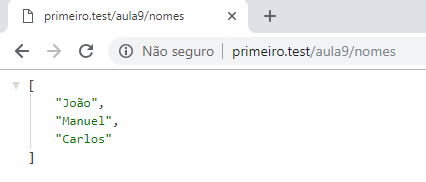 primeiro.test/aula9/nomes
Não seguro | primeiro.test/aula9/nomes
[
"João",
"Manuel",
"Carlos"
]